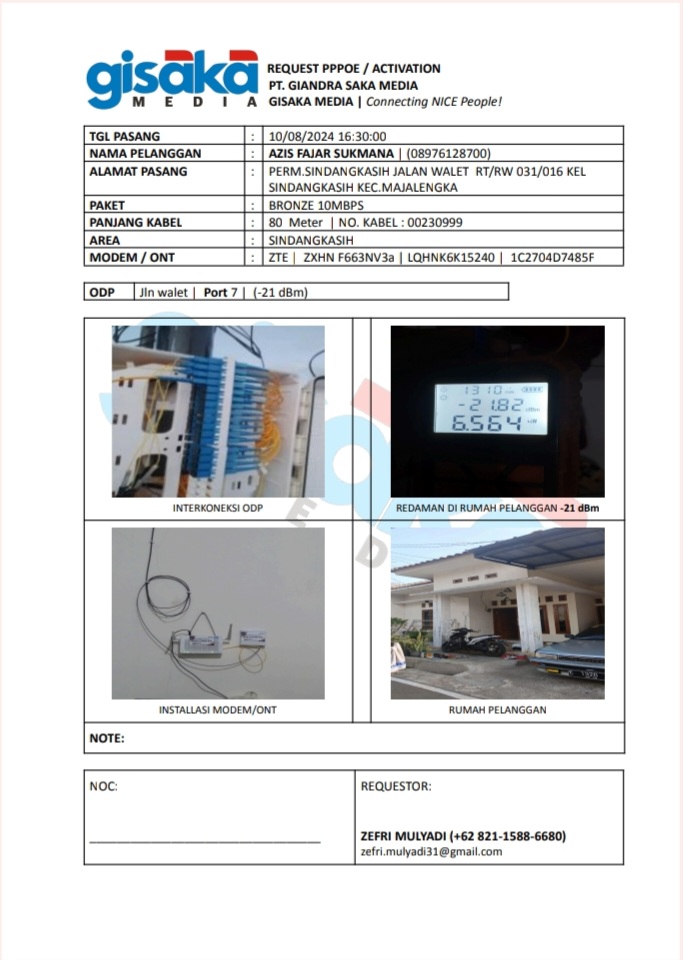 gisaka
MEDIA
REQUEST PPPOE / ACTIVATION
PT. GIANDRA SAKA MEDIA
GISAKA MEDIA | Connecting NICE People!
TGL PASANG : 10/08/2024 16:30:00
NAMA PELANGGAN : AZIS FAJAR SUKMANA | (08976128700)
ALAMAT PASANG : PERM.SINDANGKASIH JALAN WALET RT/RW 031/016 KEL
SINDANGKASIH KEC.MAJALENGKA
PAKET : BRONZE 10MBPS
PANJANG KABEL : 80 Meter | NO. KABEL : 00230999
AREA : SINDANGKASIH
MODEM / ONT : ZTE | ZXHN F663NV3a | LQHNK6K15240 | 1C2704D7485F
ODP Jln walet | Port 7 | (-21 dBm)
1310 nm
-21.82 dBm
6.564 uW
INTERKONEKSI ODP
REDAMAN DI RUMAH PELANGGAN -21 dBm
INSTALLASI MODEM/ONT
RUMAH PELANGGAN
NOTE:
NOC:
REQUESTOR:
ZEFRI MULYADI (+62 821-1588-6680)
zefri.mulyadi31@gmail.com